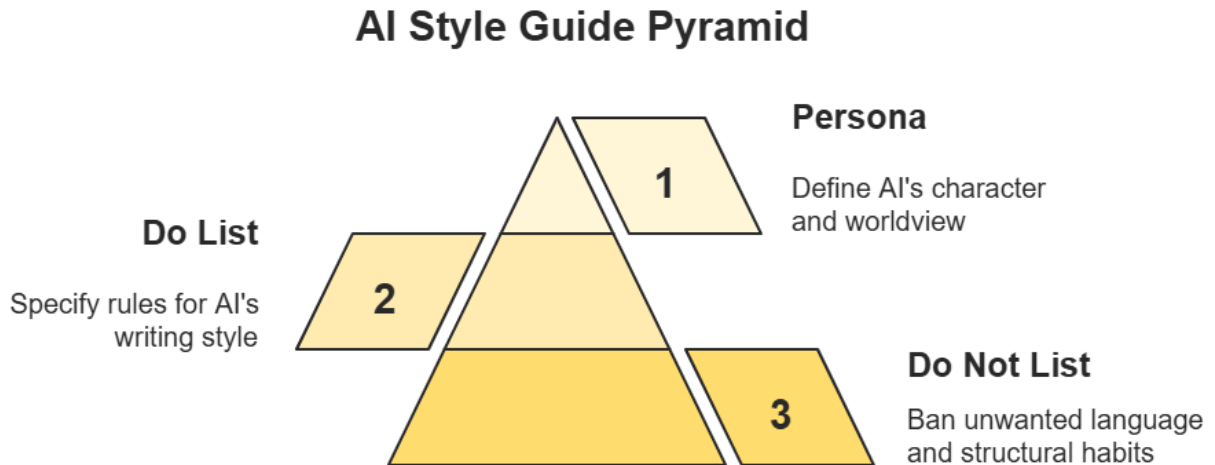 AI Style Guide Pyramid
1
Persona
Define AI's character
and worldview
Do List
Specify rules for AI's
writing style
2
3
Do Not List
Ban unwanted language
and structural habits